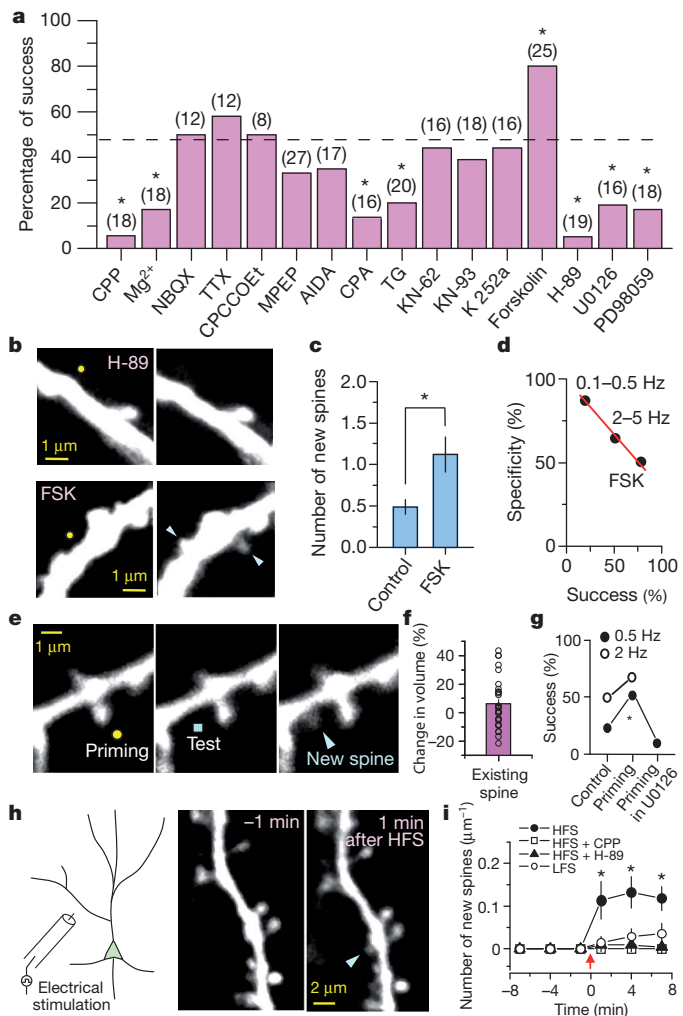 a
Percentage of success
100
80
60
40
20
0
*
(18)
*
(18)
(12)
(12)
(8)
(27)
(17)
*
(16)
*
(20)
(16)
(18)
(16)
*
(25)
*
(19)
*
(16)
*
(18)
CPP
Mg2+
NBQX
TTX
CPCCOEt
MPEP
AIDA
CPA
TG
KN-62
KN-93
K 252a
Forskolin
H-89
U0126
PD98059
b
H-89
1 μm
FSK
1 μm
c
Number of new spines
2.0
1.5
1.0
0.5
0.0
*
Control
FSK
d
Specificity (%)
100
50
0
0.1–0.5 Hz
2–5 Hz
FSK
0
50
100
Success (%)
e
1 μm
Priming
Test
New spine
f
Change in volume (%)
40
20
0
−20
Existing
spine
g
Success (%)
100
50
0
0.5 Hz
2 Hz
*
Control
Priming
Priming
in U0126
h
Electrical
stimulation
−1 min
1 min
after HFS
2 μm
i
Number of new spines (μm−1)
0.2
0.1
0
HFS
HFS + CPP
HFS + H-89
LFS
*
*
*
−8
−4
0
4
8
Time (min)